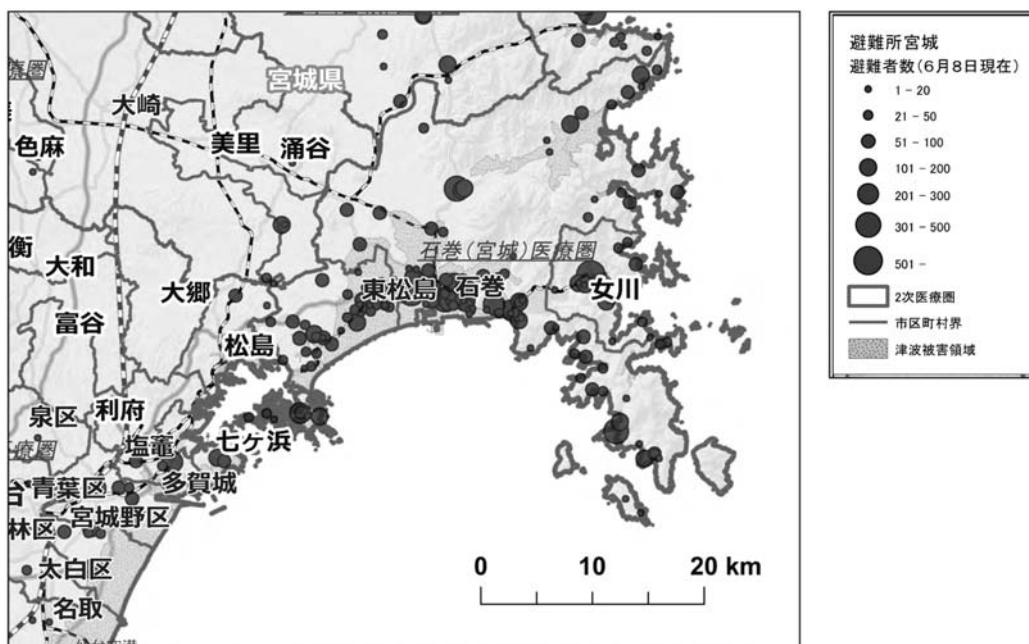 宮城県
大崎
美里
涌谷
色麻
石巻(宮城)医療圏
衡
大和
大郷
東松島
石巻
女川
富谷
松島
利府
泉区
塩竈
七ヶ浜
多賀城
青葉区
宮城野区
林区
太白区
名取
0 10 20 km
避難所宮城
避難者数(6月8日現在)
1 - 20
21 - 50
51 - 100
101 - 200
201 - 300
301 - 500
501 -
2次医療圏
市区町村界
津波被害領域